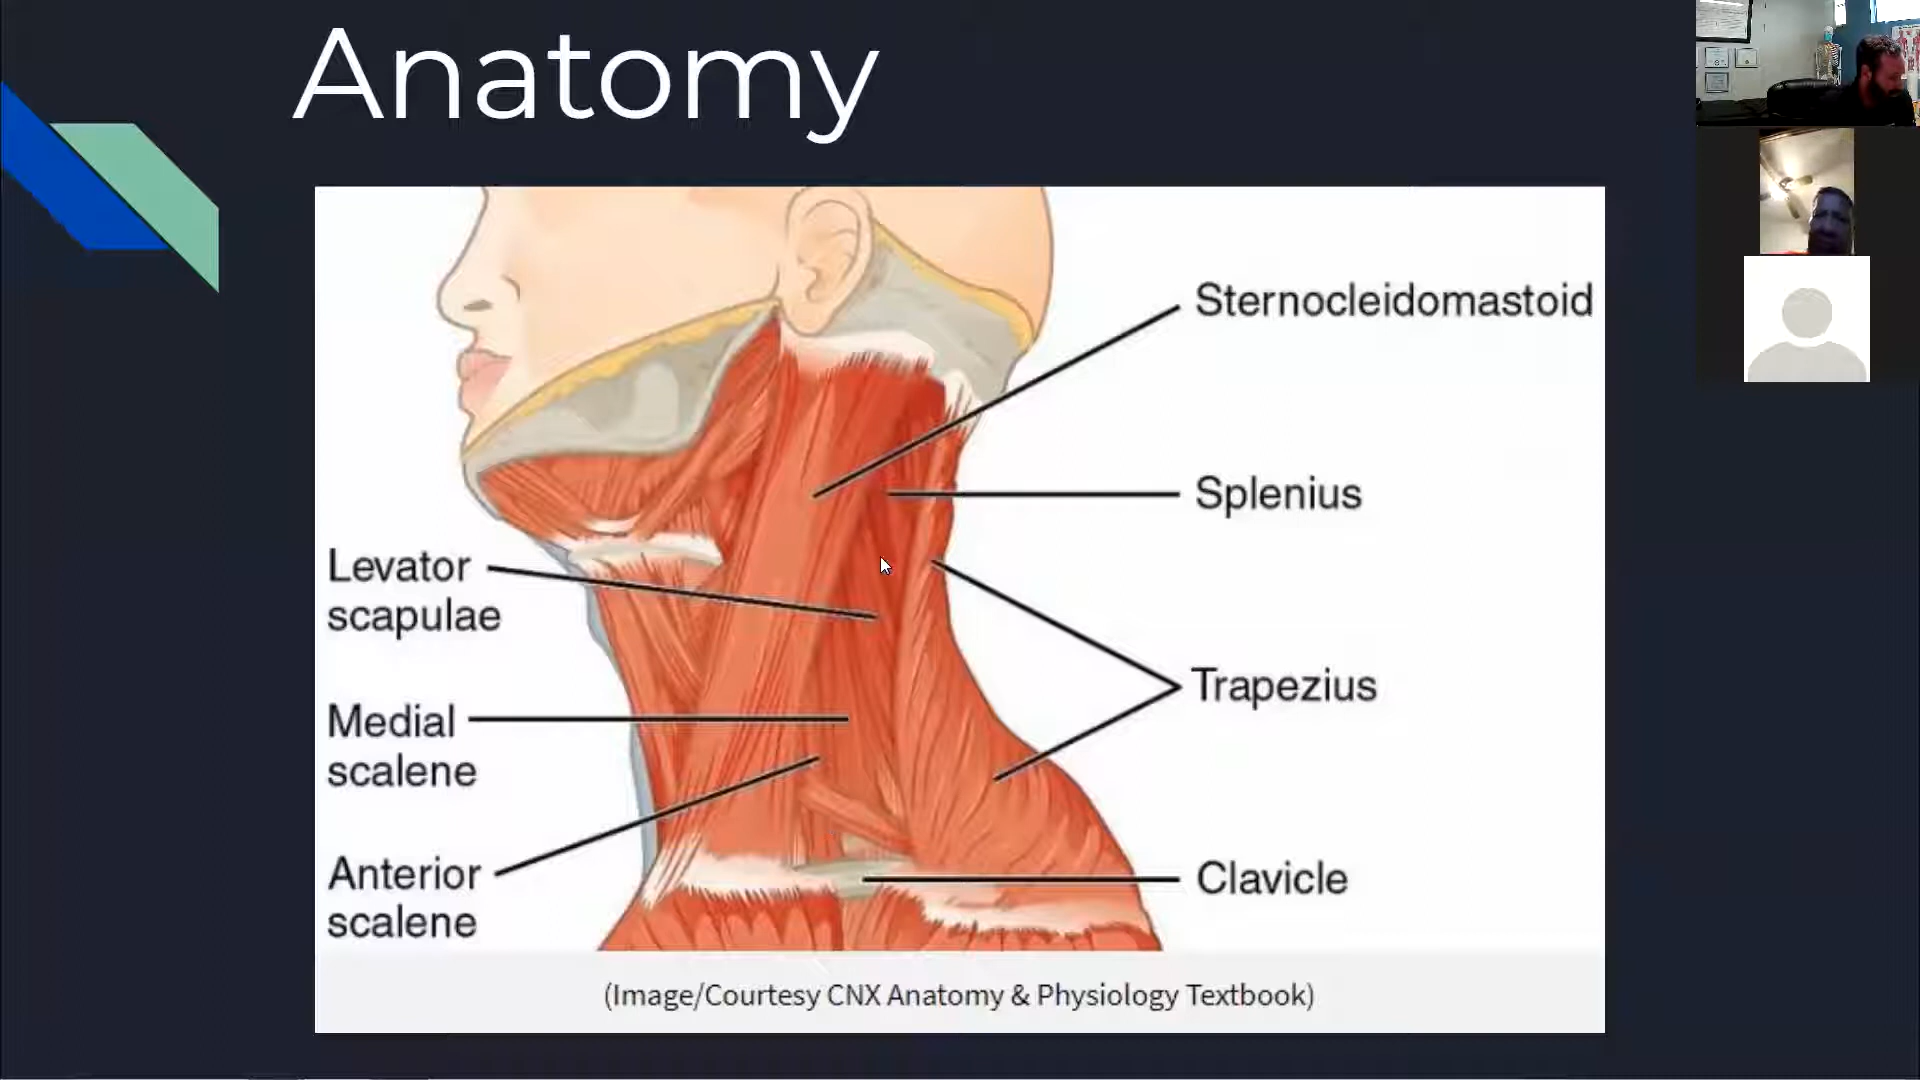 Anatomy
Sternocleidomastoid
Splenius
Levator
scapulae
Trapezius
Medial
scalene
Anterior
scalene
Clavicle
(Image/Courtesy CNX Anatomy & Physiology Textbook)